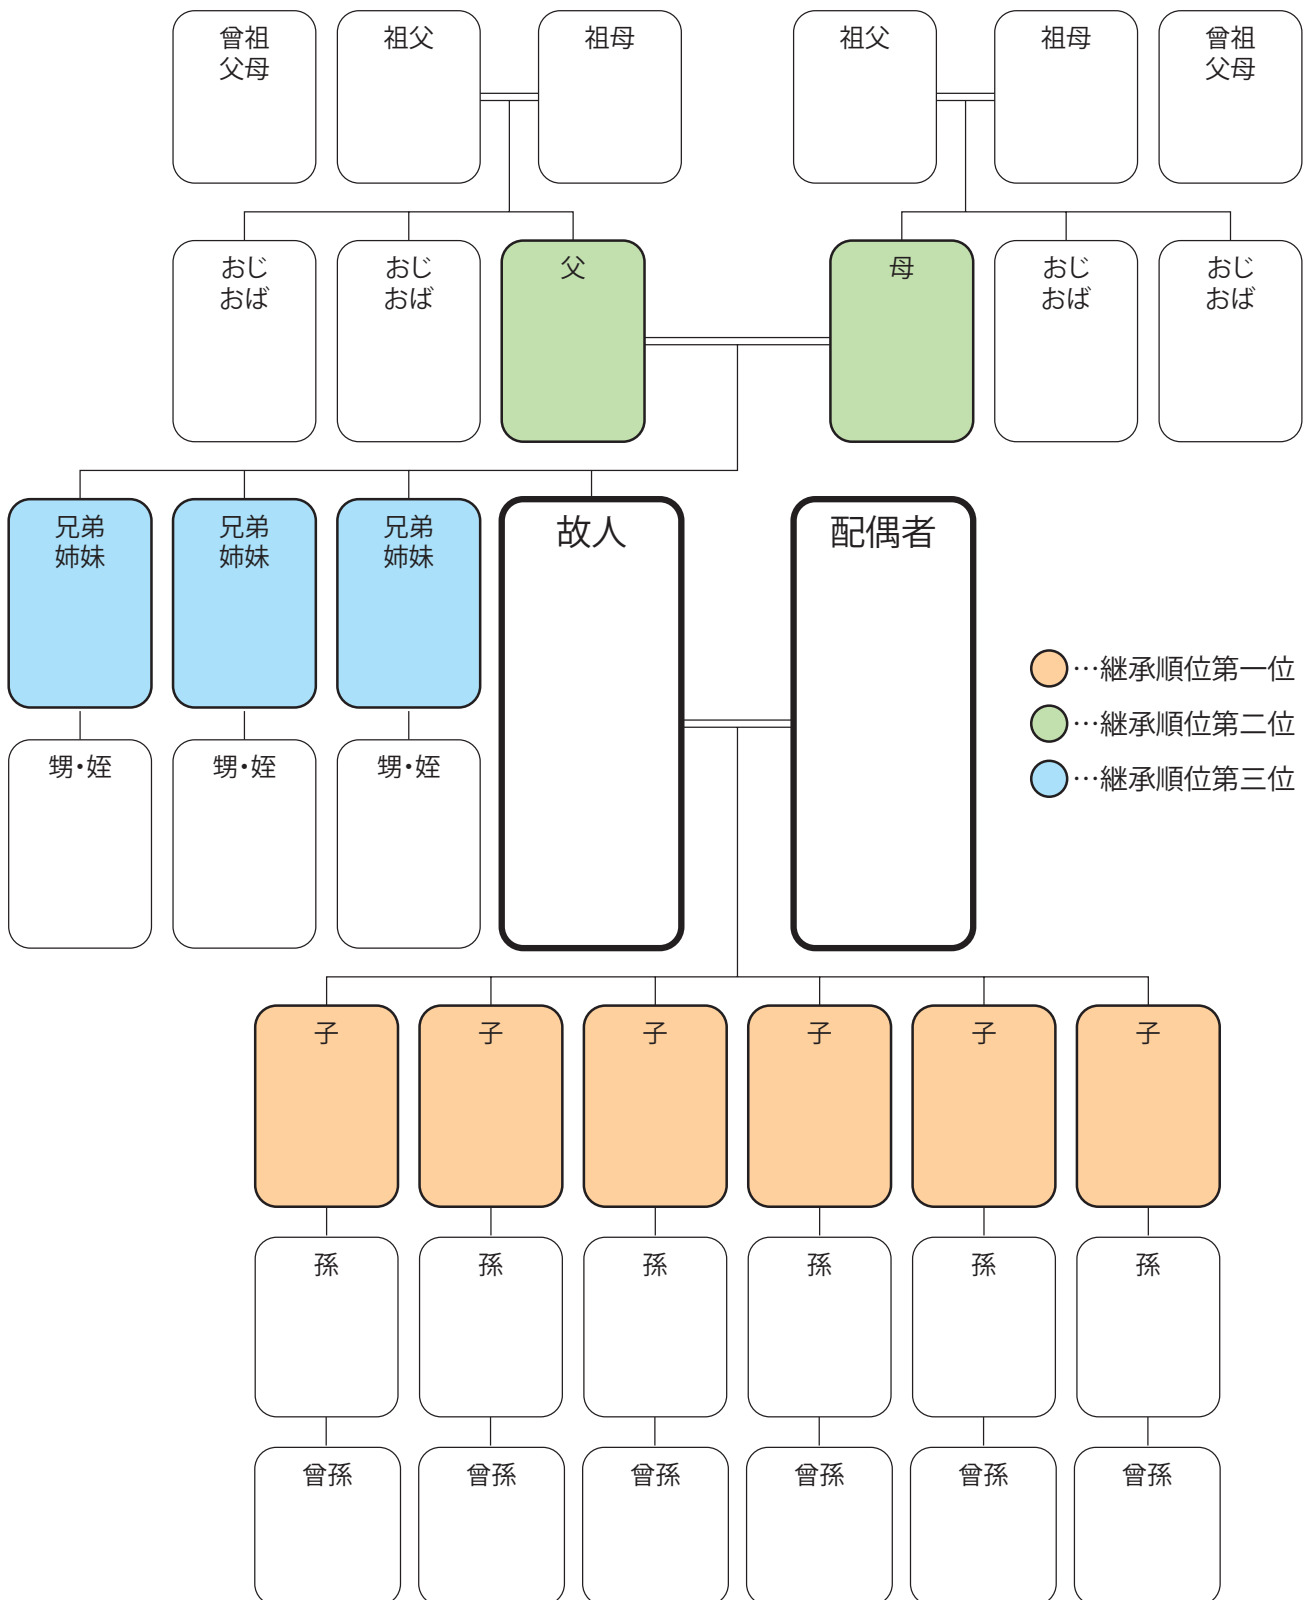 曾祖
父母
祖父
祖母
祖父
祖母
曾祖
父母
おじ
おば
おじ
おば
父
母
おじ
おば
おじ
おば
兄弟
姉妹
兄弟
姉妹
兄弟
姉妹
故人
配偶者
…継承順位第一位
…継承順位第二位
…継承順位第三位
甥・姪
甥・姪
甥・姪
子
子
子
子
子
子
孫
孫
孫
孫
孫
孫
曾孫
曾孫
曾孫
曾孫
曾孫
曾孫